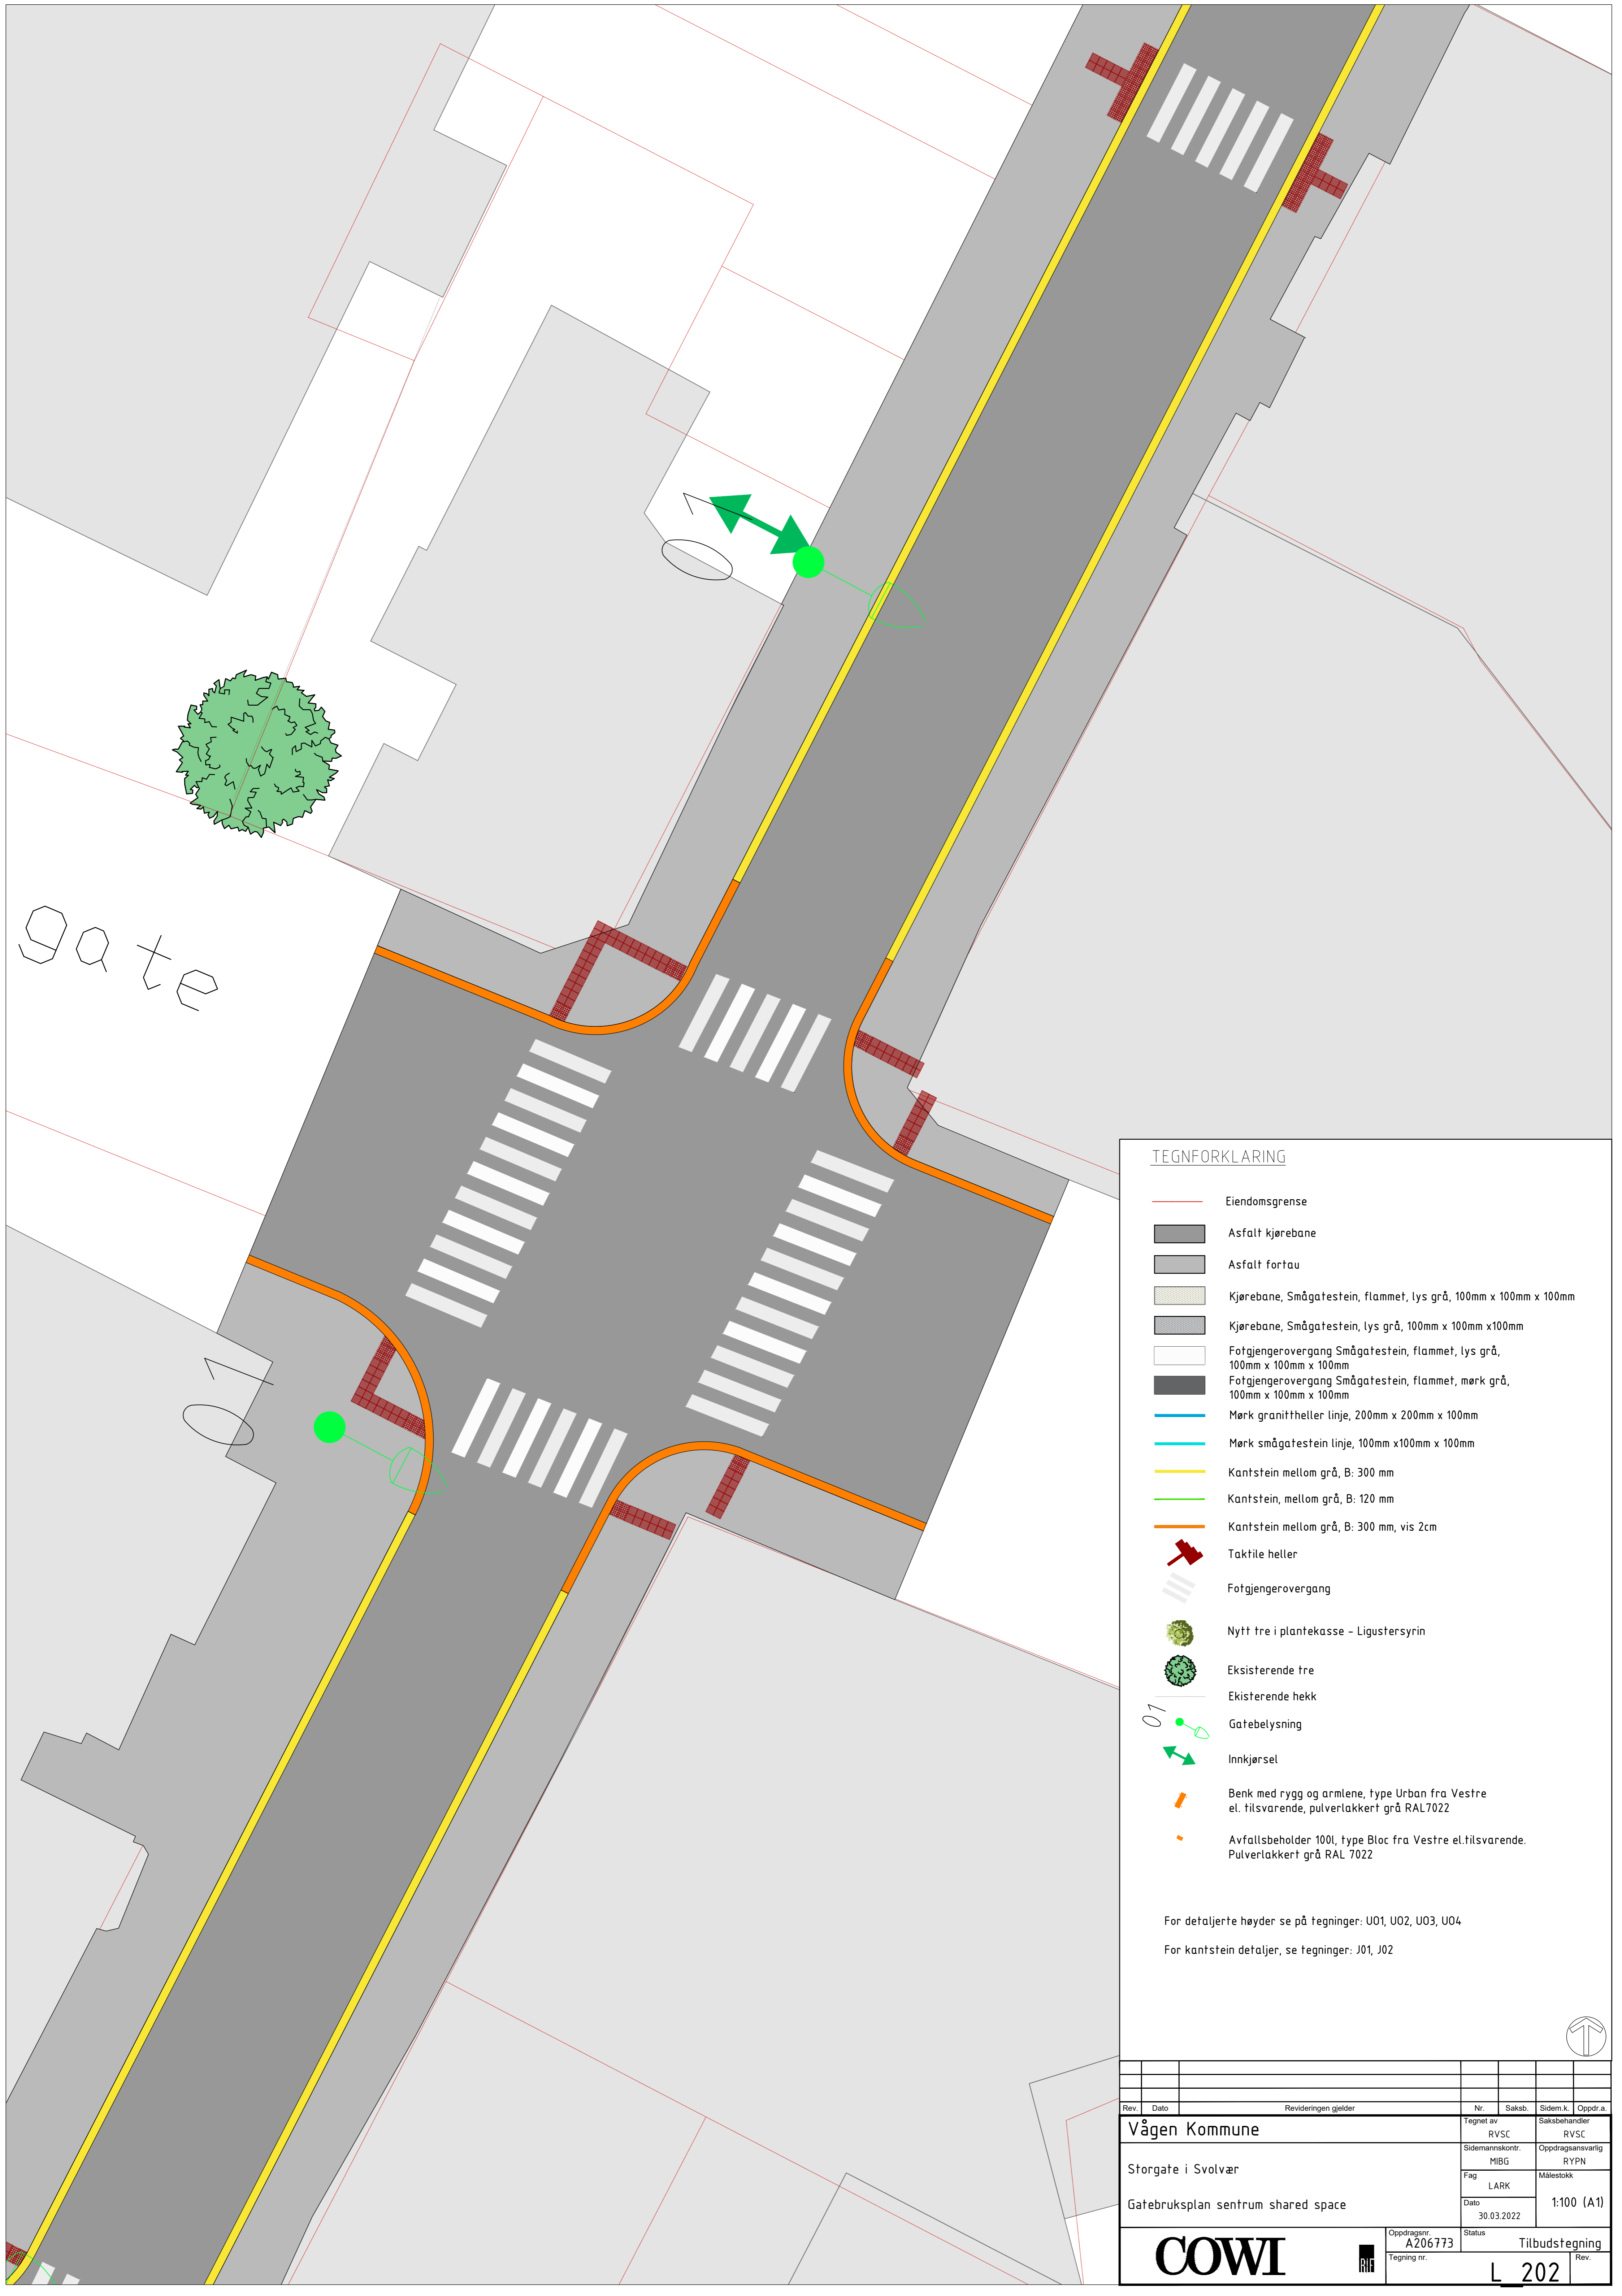 01
gate
01
TEGNFORKLARING
Eiendomsgrense
Asfalt kjørebane
Asfalt fortau
Kjørebane, Smågatestein, flammet, lys grå, 100mm x 100mm x 100mm
Kjørebane, Smågatestein, lys grå, 100mm x 100mm x100mm
Fotgjengerovergang Smågatestein, flammet, lys grå,
100mm x 100mm x 100mm
Fotgjengerovergang Smågatestein, flammet, mørk grå,
100mm x 100mm x 100mm
Mørk granittheller linje, 200mm x 200mm x 100mm
Mørk smågatestein linje, 100mm x100mm x 100mm
Kantstein mellom grå, B: 300 mm
Kantstein, mellom grå, B: 120 mm
Kantstein mellom grå, B: 300 mm, vis 2cm
Taktile heller
Fotgjengerovergang
Nytt tre i plantekasse - Ligustersyrin
Eksisterende tre
Ekisterende hekk
01
Gatebelysning
Innkjørsel
Benk med rygg og armlene, type Urban fra Vestre
el. tilsvarende, pulverlakkert grå RAL7022
Avfallsbeholder 100l, type Bloc fra Vestre el.tilsvarende.
Pulverlakkert grå RAL 7022
For detaljerte høyder se på tegninger: UO1, UO2, UO3, UO4
For kantstein detaljer, se tegninger: J01, J02
Rev. Dato Revideringen gjelder Nr. Saksb. Sidem.k. Oppdr.a.
Vågen Kommune
Tegnet av
RVSC
Saksbehandler
RVSC
Storgate i Svolvær
Sidemannskontr.
MIBG
Oppdragsansvarlig
RYPN
Fag
LARK
Målestokk
1:100 (A1)
Gatebruksplan sentrum shared space
Dato
30.03.2022
COWI
RIF
Oppdragsnr.
A206773
Status
Tilbudstegning
Tegning nr.
L_202
Rev.